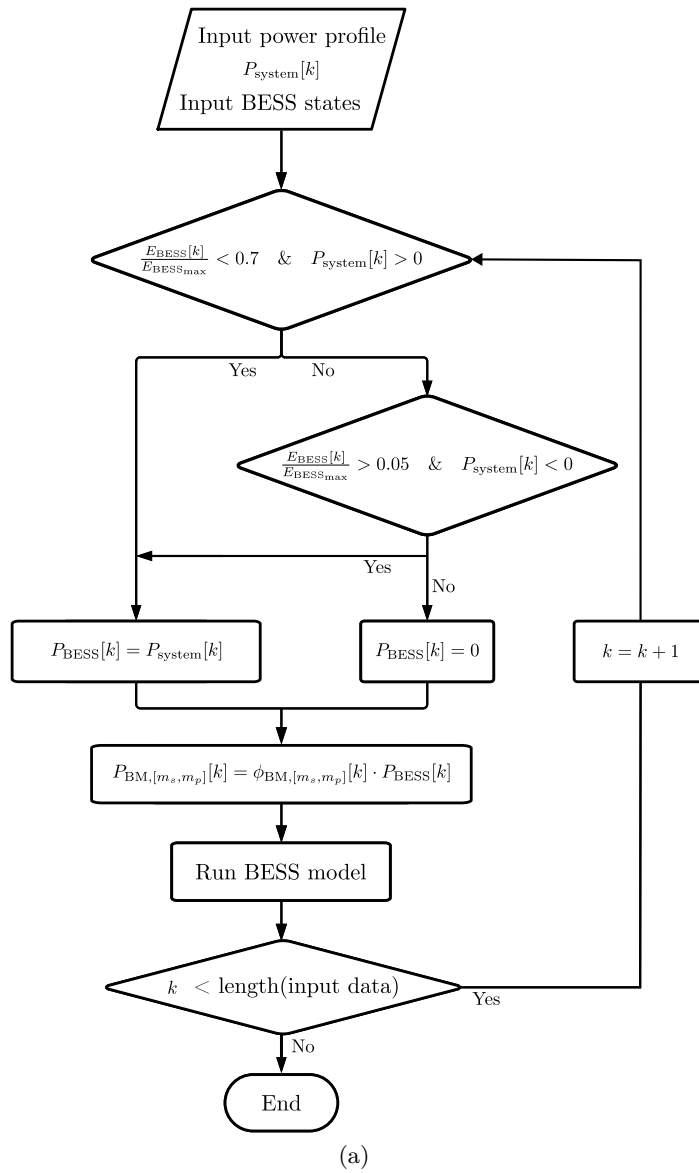 Input power profile
P_system[k]
Input BESS states
E_BESS[k]/E_BESS_max < 0.7 & P_system[k] > 0
Yes No
E_BESS[k]/E_BESS_max > 0.05 & P_system[k] < 0
Yes
No
P_BESS[k] = P_system[k]
P_BESS[k] = 0
k = k + 1
P_BM,[m_s,m_p][k] = ϕ_BM,[m_s,m_p][k] · P_BESS[k]
Run BESS model
k < length(input data)
Yes
No
End
(a)